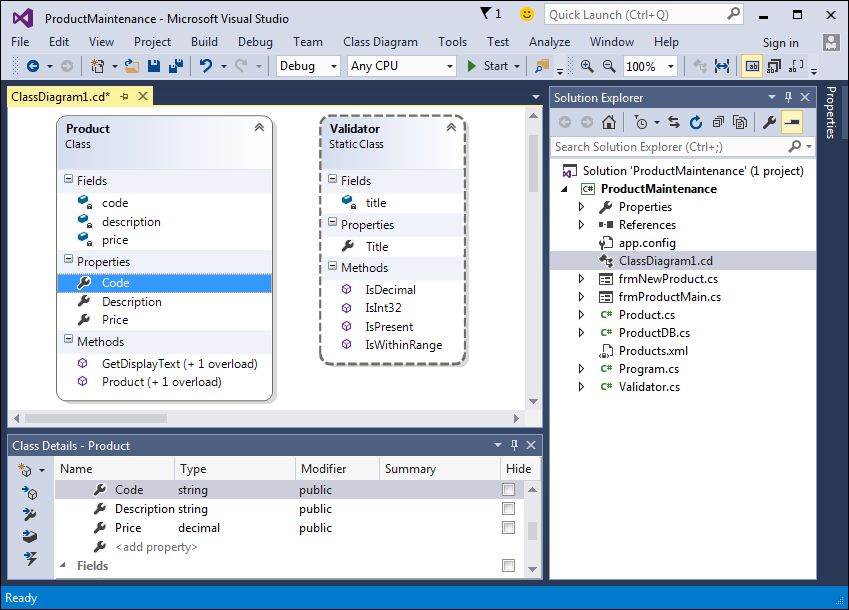 ProductMaintenance - Microsoft Visual Studio
1
Quick Launch (Ctrl+Q)
File Edit View Project Build Debug Team Class Diagram Tools Test Analyze Window Help Sign in
Debug Any CPU Start 100%
ClassDiagram1.cd*
Product
Class
Fields
code
description
price
Properties
Code
Description
Price
Methods
GetDisplayText (+ 1 overload)
Product (+ 1 overload)
Validator
Static Class
Fields
title
Properties
Title
Methods
IsDecimal
IsInt32
IsPresent
IsWithinRange
Solution Explorer
Search Solution Explorer (Ctrl+;)
Solution 'ProductMaintenance' (1 project)
C# ProductMaintenance
Properties
References
app.config
ClassDiagram1.cd
frmNewProduct.cs
frmProductMain.cs
C# Product.cs
C# ProductDB.cs
Products.xml
C# Program.cs
C# Validator.cs
Properties
Class Details - Product
Name Type Modifier Summary Hide
Code string public
Description string public
Price decimal public
<add property>
Fields
Ready